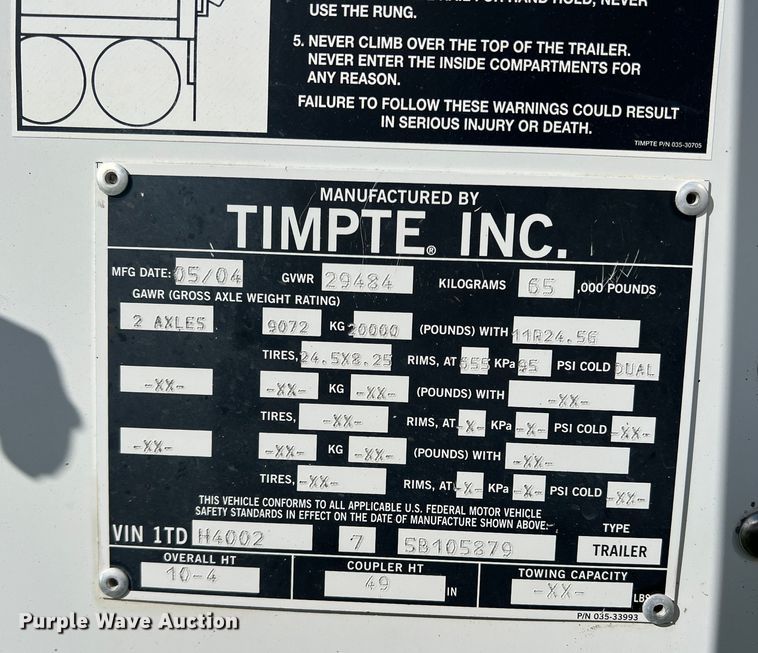 USE THE RUNG.
5. NEVER CLIMB OVER THE TOP OF THE TRAILER.
NEVER ENTER THE INSIDE COMPARTMENTS FOR
ANY REASON.
FAILURE TO FOLLOW THESE WARNINGS COULD RESULT
IN SERIOUS INJURY OR DEATH.
TIMPTE P/N 035-30705
MANUFACTURED BY
TIMPTE® INC.
MFG DATE: 05/04 GVWR 29484 KILOGRAMS 65 ,000 POUNDS
GAWR (GROSS AXLE WEIGHT RATING)
2 AXLES 9072 KG 20000 (POUNDS) WITH 11R24.5G
TIRES, 24.5X8.25 RIMS, AT 655 KPa 95 PSI COLD DUAL
-XX- -XX- KG -XX- (POUNDS) WITH -XX-
TIRES, -XX- RIMS, AT -X- KPa -X- PSI COLD -XX-
-XX- -XX- KG -XX- (POUNDS) WITH -XX-
TIRES, -XX- RIMS, AT -X- KPa -X- PSI COLD -XX-
THIS VEHICLE CONFORMS TO ALL APPLICABLE U.S. FEDERAL MOTOR VEHICLE
SAFETY STANDARDS IN EFFECT ON THE DATE OF MANUFACTURE SHOWN ABOVE. TYPE
VIN 1TD H4002 7 5B105879 TRAILER
OVERALL HT COUPLER HT TOWING CAPACITY
10-4 49 IN -XX- LBS
P/N 035-33993
Purple Wave Auction